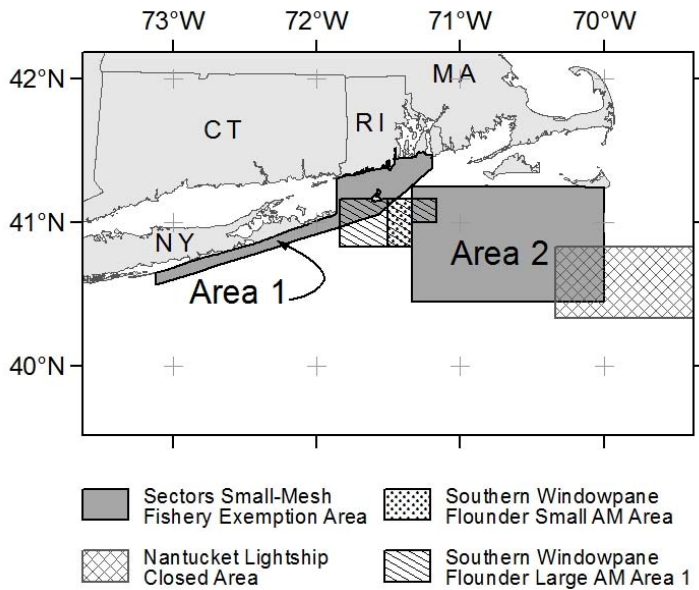 73°W 72°W 71°W 70°W
42°N
MA
RI
CT
41°N
NY
Area 2
Area 1
40°N
Sectors Small-Mesh
Fishery Exemption Area
Southern Windowpane
Flounder Small AM Area
Nantucket Lightship
Closed Area
Southern Windowpane
Flounder Large AM Area 1